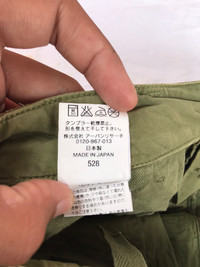 タンブラー乾燥禁止。
形を整えて干して下さい。
株式会社 アーバンリサーチ
0120-967-013
日本製
MADE IN JAPAN
528